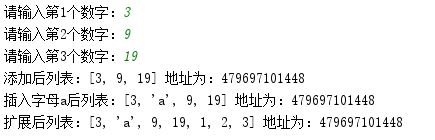 请输入第1个数字：3
请输入第2个数字：9
请输入第3个数字：19
添加后列表：[3, 9, 19] 地址为：479697101448
插入字母a后列表：[3, 'a', 9, 19] 地址为：479697101448
扩展后列表：[3, 'a', 9, 19, 1, 2, 3] 地址为：479697101448